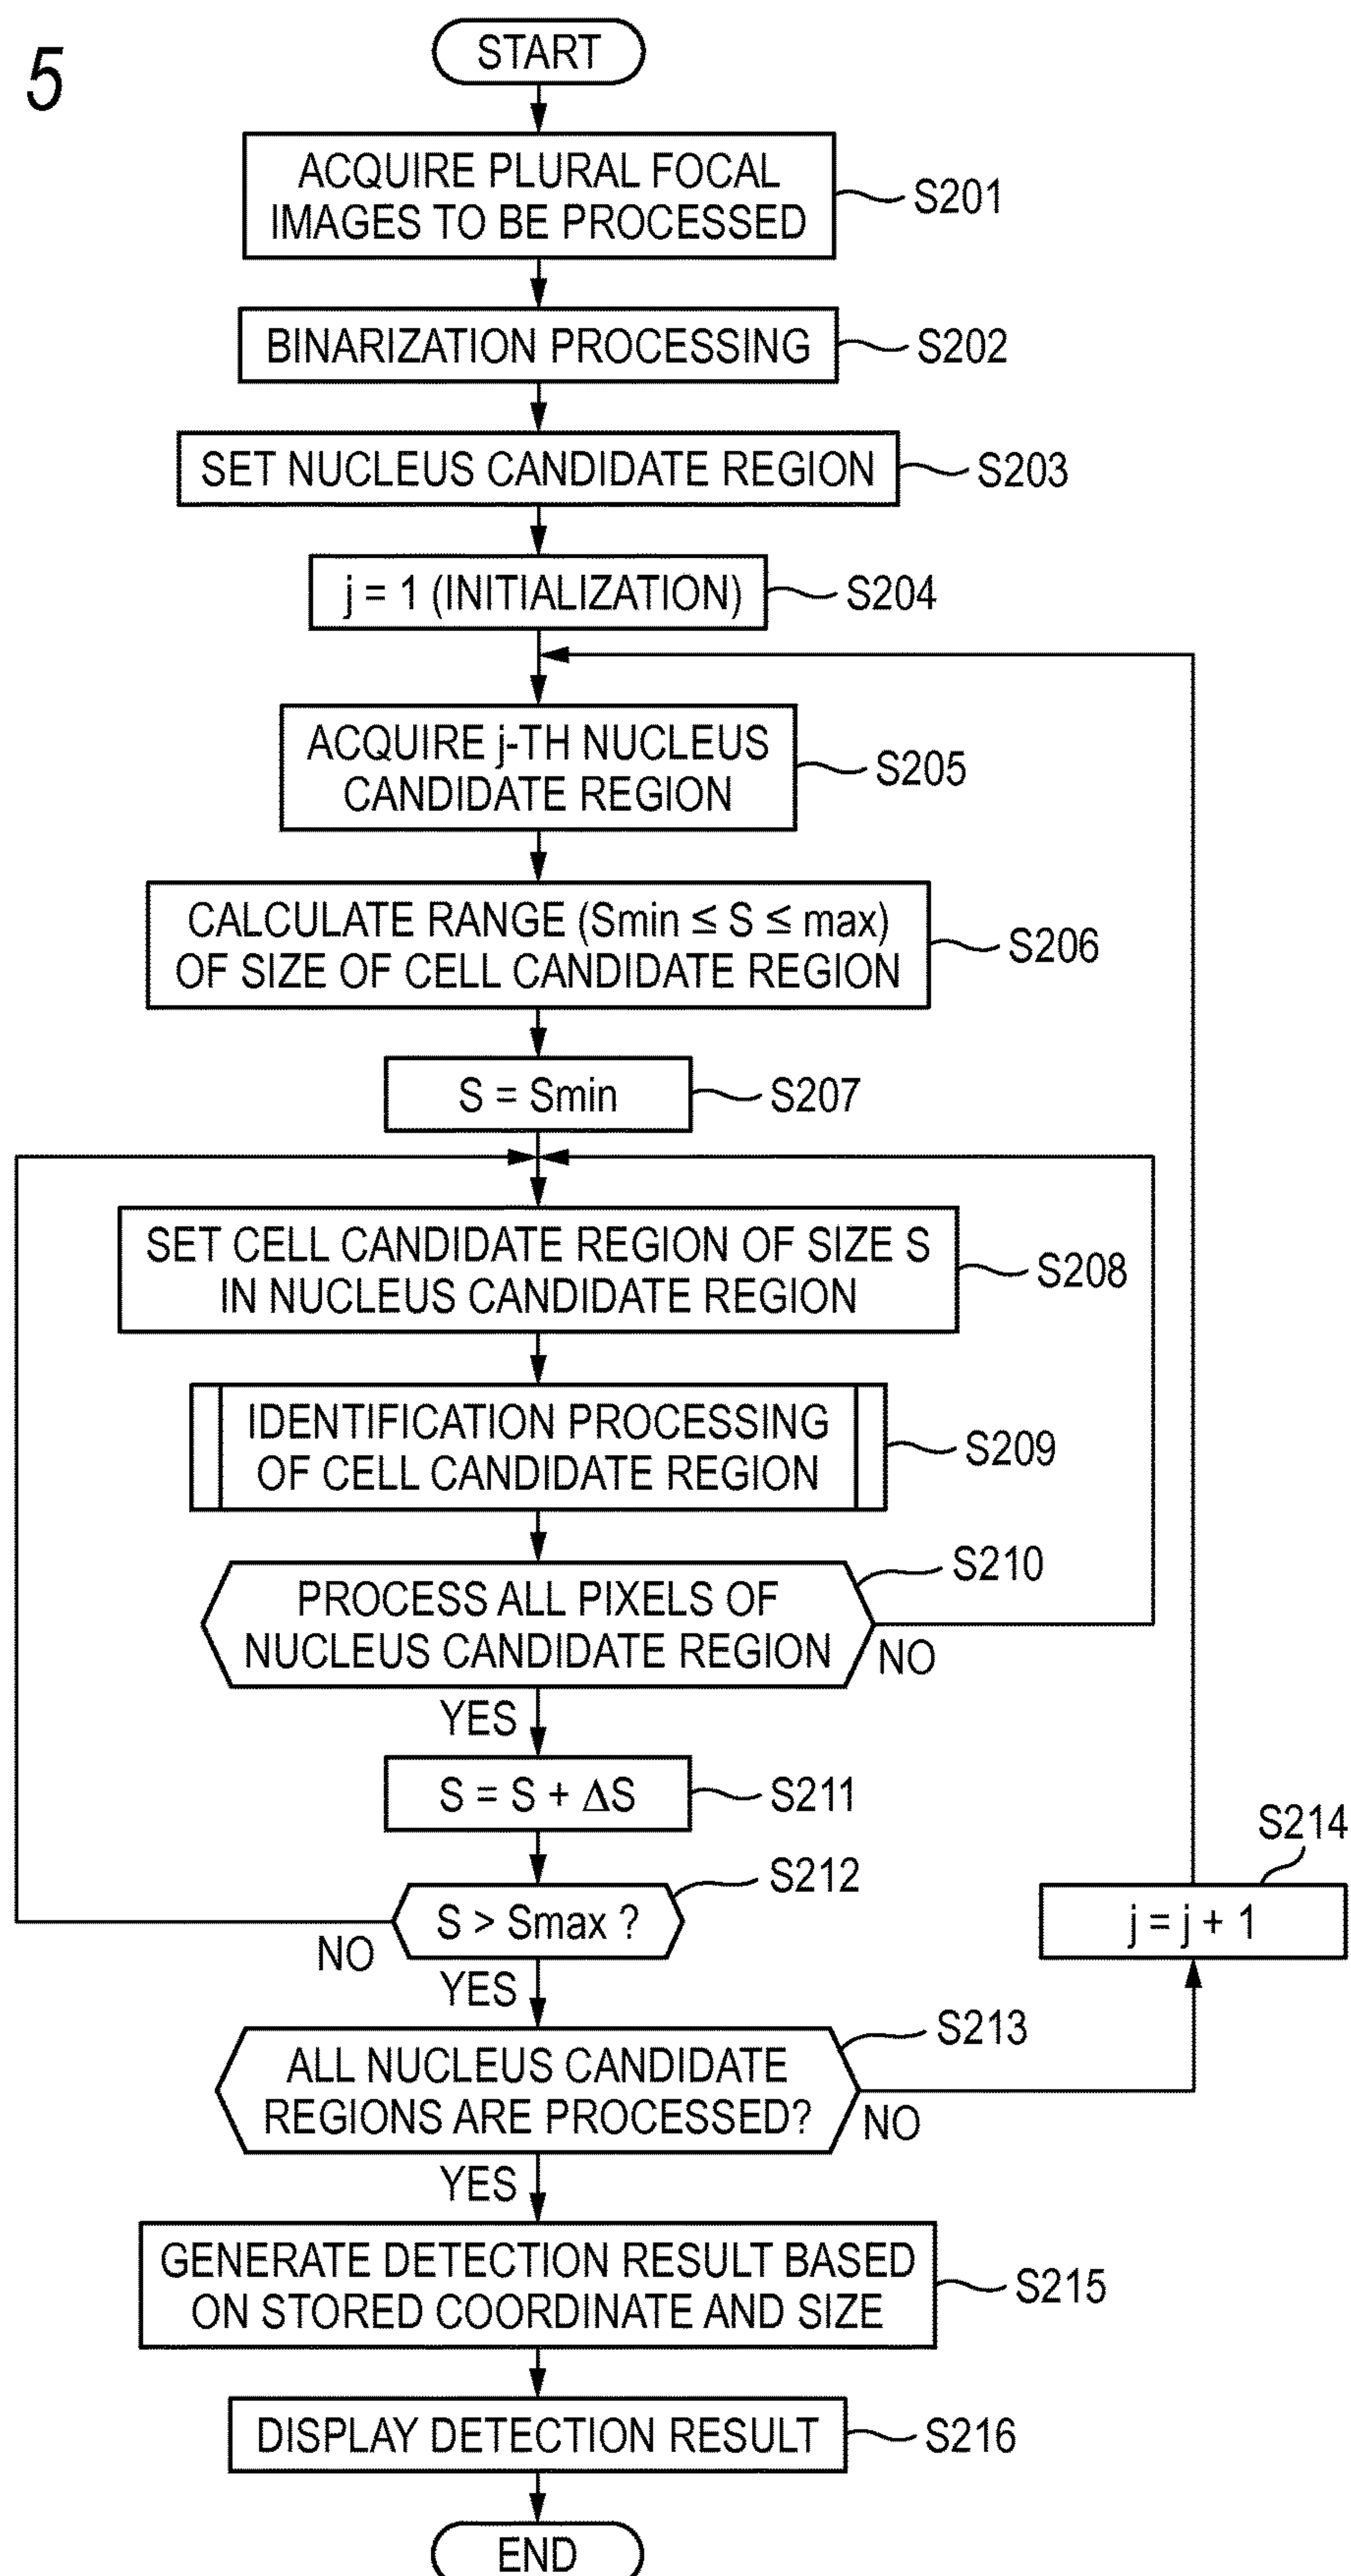 5
START
ACQUIRE PLURAL FOCAL
IMAGES TO BE PROCESSED
S201
BINARIZATION PROCESSING
S202
SET NUCLEUS CANDIDATE REGION
S203
j = 1 (INITIALIZATION)
S204
ACQUIRE j-TH NUCLEUS
CANDIDATE REGION
S205
CALCULATE RANGE (Smin ≤ S ≤ max)
OF SIZE OF CELL CANDIDATE REGION
S206
S = Smin
S207
SET CELL CANDIDATE REGION OF SIZE S
IN NUCLEUS CANDIDATE REGION
S208
IDENTIFICATION PROCESSING
OF CELL CANDIDATE REGION
S209
PROCESS ALL PIXELS OF
NUCLEUS CANDIDATE REGION
S210
NO
YES
S = S + ΔS
S211
S > Smax ?
S212
NO
YES
S214
j = j + 1
ALL NUCLEUS CANDIDATE
REGIONS ARE PROCESSED?
S213
NO
YES
GENERATE DETECTION RESULT BASED
ON STORED COORDINATE AND SIZE
S215
DISPLAY DETECTION RESULT
S216
END